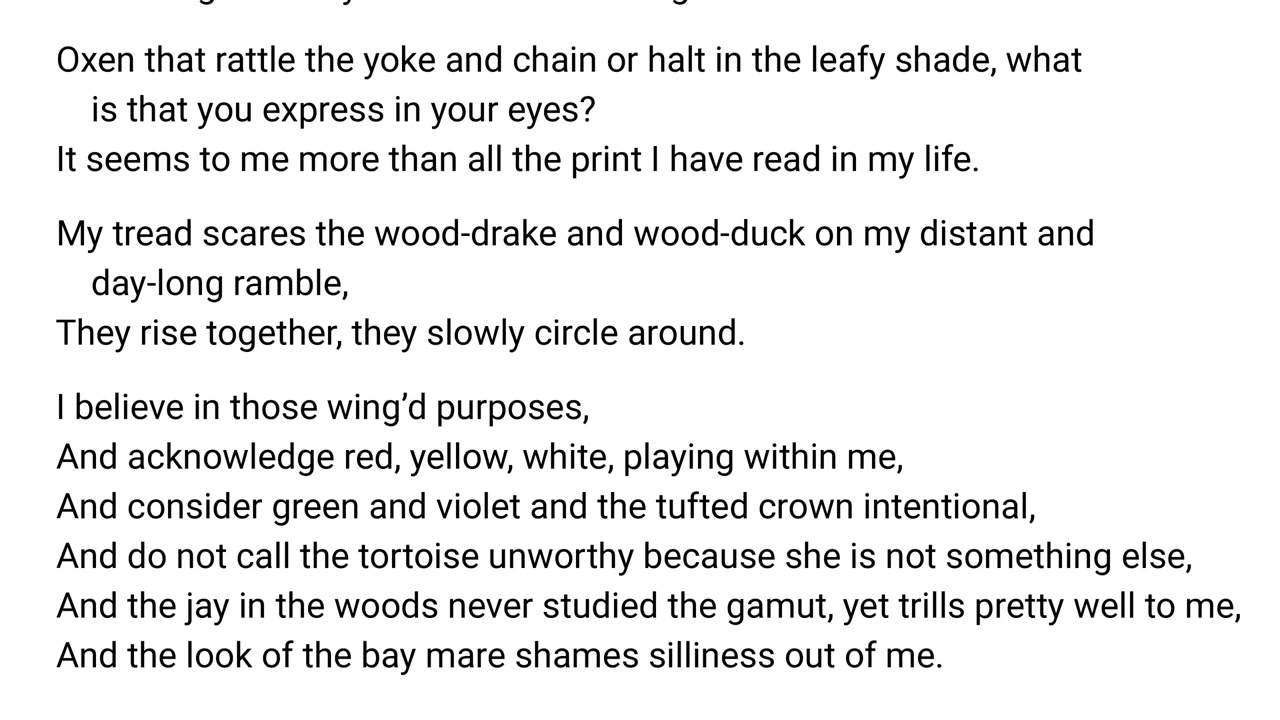 Oxen that rattle the yoke and chain or halt in the leafy shade, what
is that you express in your eyes?
It seems to me more than all the print I have read in my life.
My tread scares the wood-drake and wood-duck on my distant and
day-long ramble,
They rise together, they slowly circle around.
I believe in those wing’d purposes,
And acknowledge red, yellow, white, playing within me,
And consider green and violet and the tufted crown intentional,
And do not call the tortoise unworthy because she is not something else,
And the jay in the woods never studied the gamut, yet trills pretty well to me,
And the look of the bay mare shames silliness out of me.